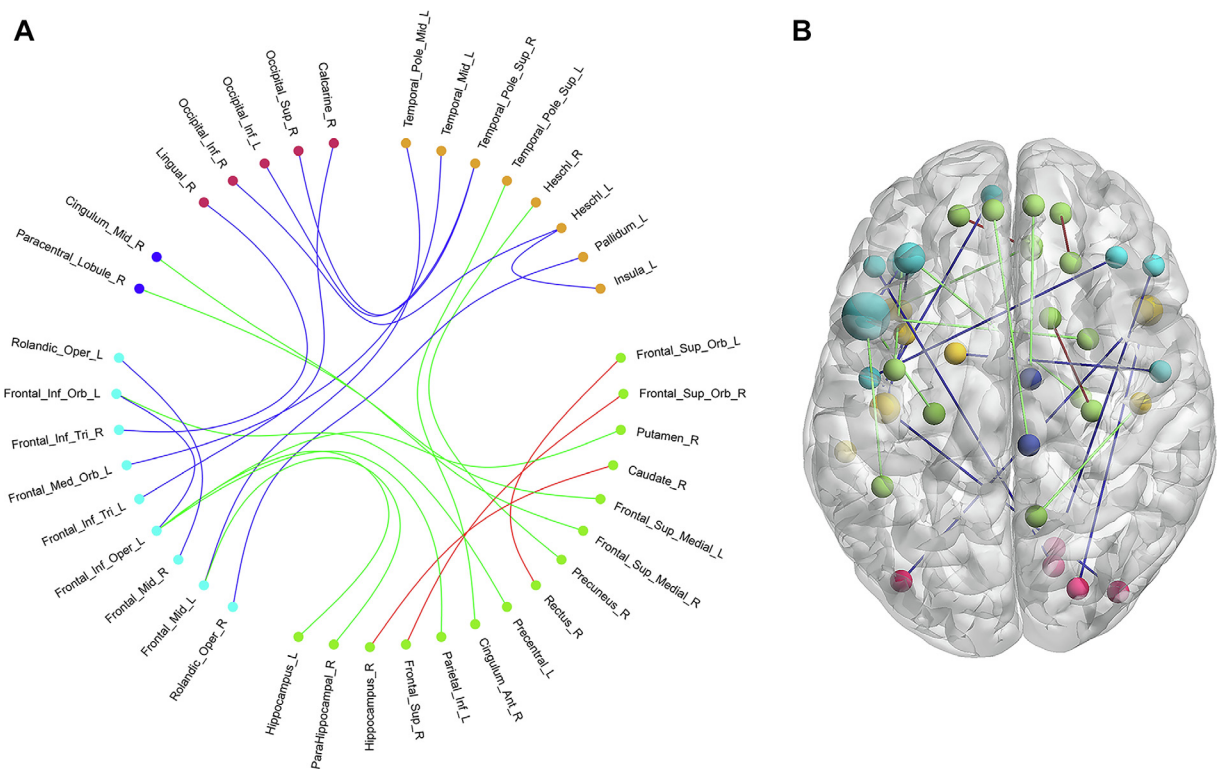 A
B
Temporal_Pole_Mid_L
Temporal_Mid_L
Temporal_Pole_Sup_R
Temporal_Pole_Sup_L
Heschl_R
Heschl_L
Pallidum_L
Insula_L
Frontal_Sup_Orb_L
Frontal_Sup_Orb_R
Putamen_R
Caudate_R
Frontal_Sup_Medial_L
Frontal_Sup_Medial_R
Precuneus_R
Rectus_R
Precentral_L
Cingulum_Ant_R
Parietal_Inf_L
Frontal_Sup_R
Hippocampus_R
ParaHippocampal_R
Hippocampus_L
Rolandic_Oper_R
Frontal_Mid_L
Frontal_Mid_R
Frontal_Inf_Oper_L
Frontal_Inf_Tri_L
Frontal_Med_Orb_L
Frontal_Inf_Tri_R
Frontal_Inf_Orb_L
Rolandic_Oper_L
Paracentral_Lobule_R
Cingulum_Mid_R
Lingual_R
Occipital_Inf_R
Occipital_Inf_L
Occipital_Sup_R
Calcarine_R